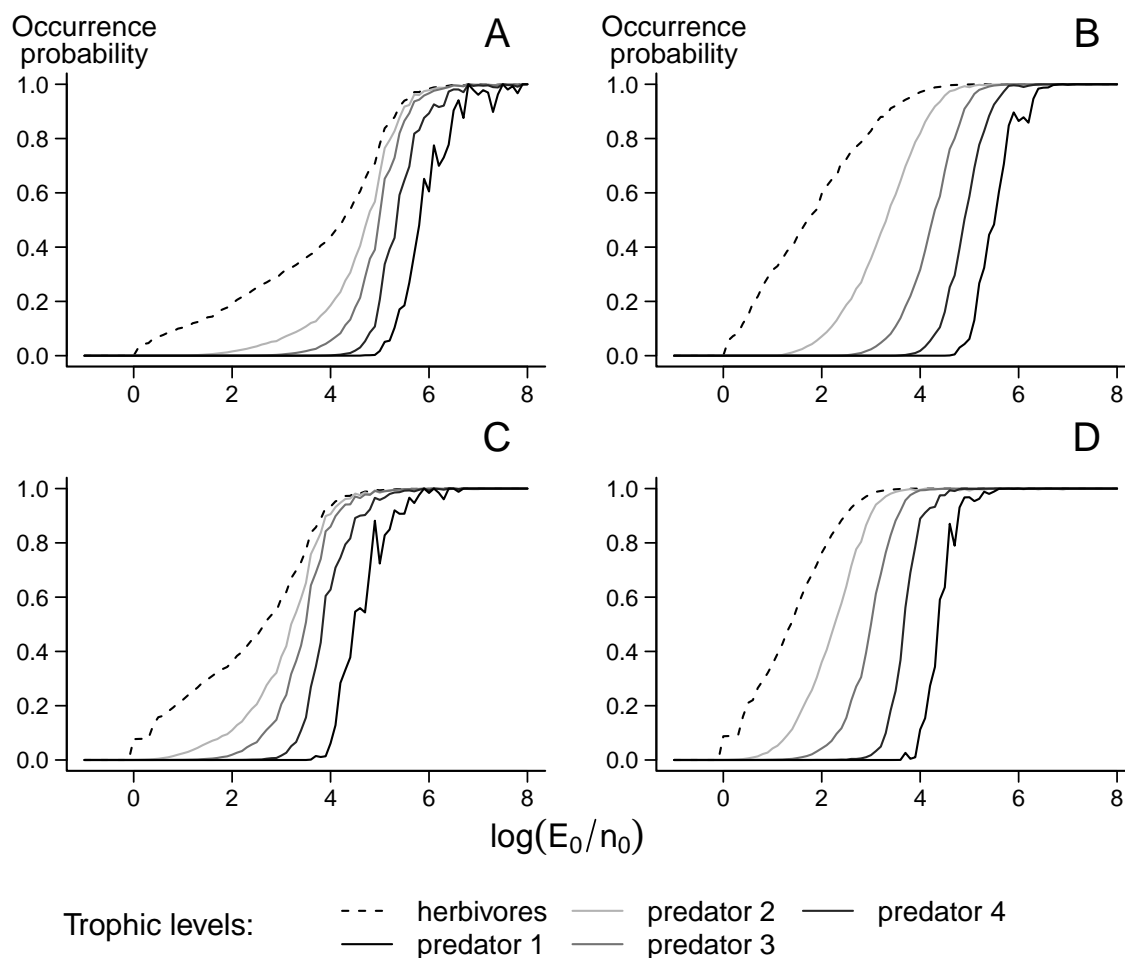 Occurrence probability A
1.0
0.8
0.6
0.4
0.2
0.0
0 2 4 6 8
Occurrence probability B
1.0
0.8
0.6
0.4
0.2
0.0
0 2 4 6 8
C
1.0
0.8
0.6
0.4
0.2
0.0
0 2 4 6 8
D
1.0
0.8
0.6
0.4
0.2
0.0
0 2 4 6 8
log(E₀/n₀)
Trophic levels:
herbivores predator 2 predator 4
predator 1 predator 3